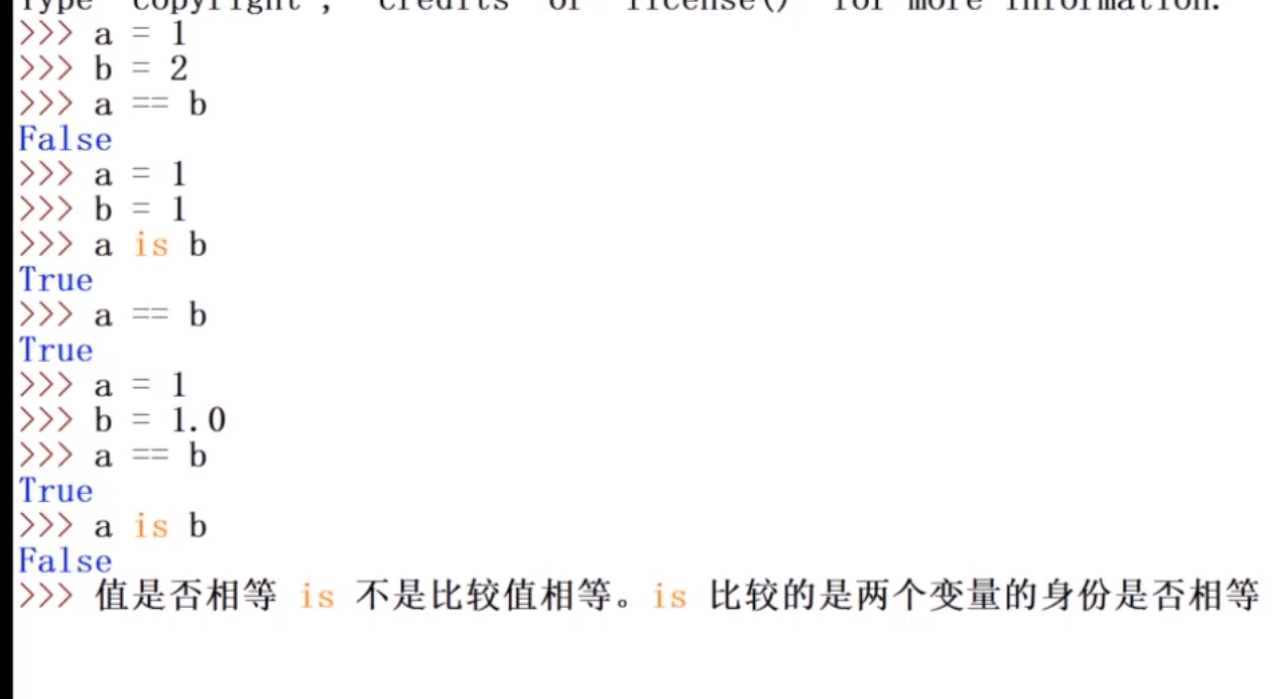 Type "copyright", "credits" or "license()" for more information.
>>> a = 1
>>> b = 2
>>> a == b
False
>>> a = 1
>>> b = 1
>>> a is b
True
>>> a == b
True
>>> a = 1
>>> b = 1.0
>>> a == b
True
>>> a is b
False
>>> 值是否相等 is 不是比较值相等。is 比较的是两个变量的身份是否相等